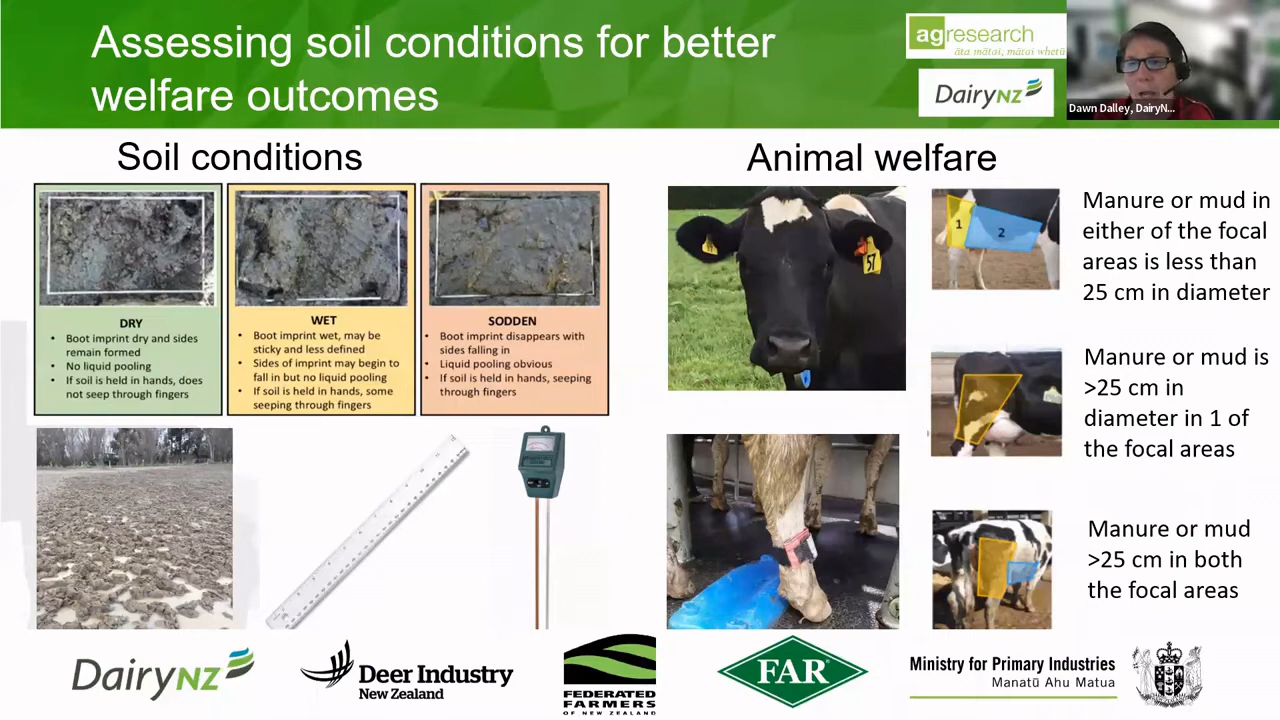 Assessing soil conditions for better
welfare outcomes
agresearch
āta mātai, mātai whetū
DairyNZ
Dawn Dalley, DairyN...
Soil conditions
DRY
• Boot imprint dry and sides
remain formed
• No liquid pooling
• If soil is held in hands, does
not seep through fingers
WET
• Boot imprint wet, may be
sticky and less defined
• Sides of imprint may begin to
fall in but no liquid pooling
• If soil is held in hands, some
seeping through fingers
SODDEN
• Boot imprint disappears with
sides falling in
• Liquid pooling obvious
• If soil is held in hands, seeping
through fingers
Animal welfare
57
1
2
Manure or mud in
either of the focal
areas is less than
25 cm in diameter
Manure or mud is
>25 cm in
diameter in 1 of
the focal areas
Manure or mud
>25 cm in both
the focal areas
DairyNZ
Deer Industry
New Zealand
FEDERATED
FARMERS
OF NEW ZEALAND
FAR®
Ministry for Primary Industries
Manatū Ahu Matua